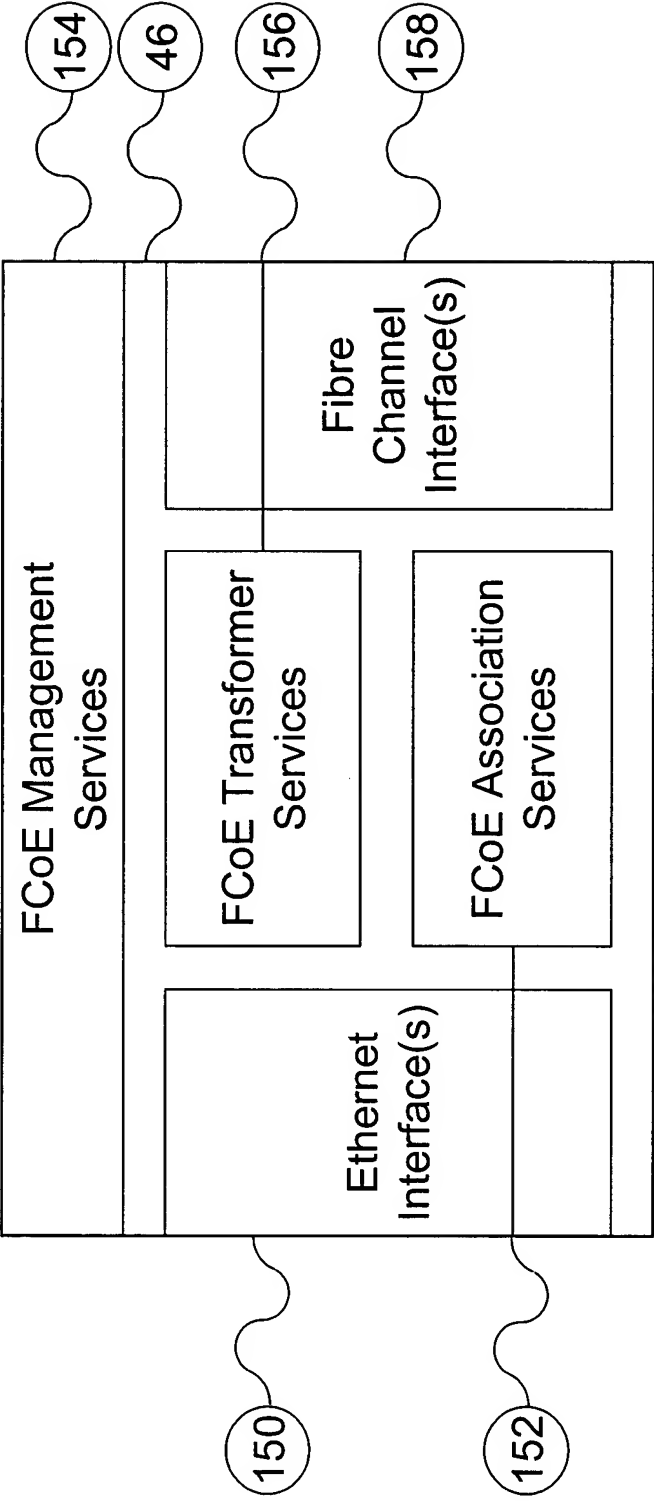 FCoE Management
Services
Ethernet
Interface(s)
FCoE Transformer
Services
FCoE Association
Services
Fibre
Channel
Interface(s)
150
152
154
46
156
158